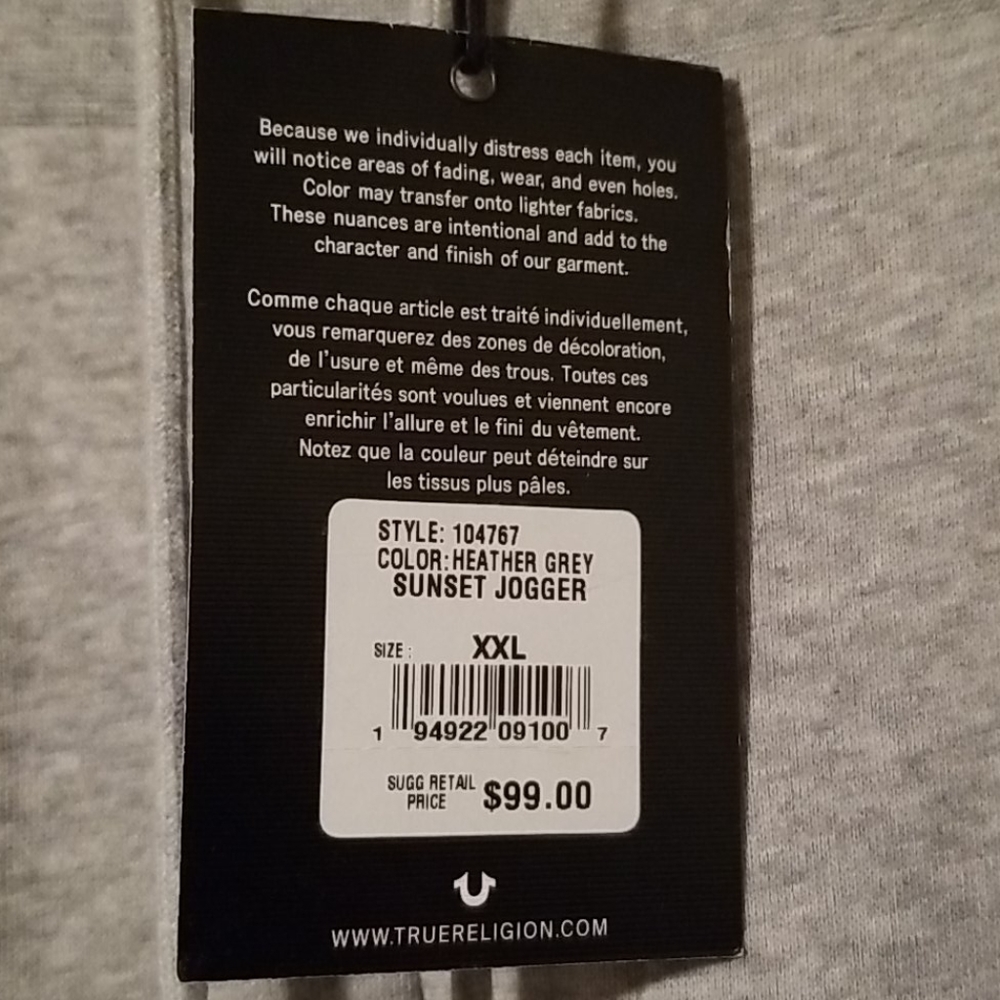 Because we individually distress each item, you
will notice areas of fading, wear, and even holes.
Color may transfer onto lighter fabrics.
These nuances are intentional and add to the
character and finish of our garment.
Comme chaque article est traité individuellement,
vous remarquerez des zones de décoloration,
de l'usure et même des trous. Toutes ces
particularités sont voulues et viennent encore
enrichir l'allure et le fini du vêtement.
Notez que la couleur peut déteindre sur
les tissus plus pâles.
STYLE: 104767
COLOR:HEATHER GREY
SUNSET JOGGER
SIZE: XXL
1 94922 09100 7
SUGG RETAIL
PRICE $99.00
WWW.TRUERELIGION.COM